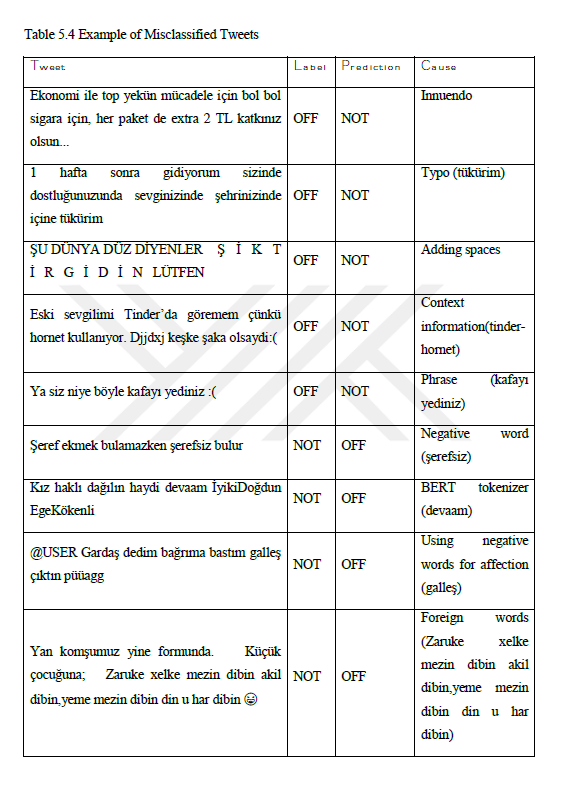 Table 5.4 Example of Misclassified Tweets
Tweet Label Prediction Cause
Ekonomi ile top yekün mücadele için bol bol
sigara için, her paket de extra 2 TL katkınız
olsun...
OFF NOT
Innuendo
1 hafta sonra gidiyorum sizinde
dostluğunuzunda sevginizinde şehrinizinde
içine tükürim
OFF NOT
Typo (tükürim)
ŞU DÜNYA DÜZ DİYENLER Ş İ K T
İ R G İ D İ N LÜTFEN
OFF NOT
Adding spaces
Eski sevgilimi Tinder’da göremem çünkü
hornet kullanıyor. Djjdxj keşke şaka olsaydı:(
OFF NOT
Context
information(tinder-
hornet)
Ya siz niye böyle kafayı yediniz :(
OFF NOT
Phrase (kafayı
yediniz)
Şeref ekmek bulamazken şerefsiz bulur
NOT OFF
Negative word
(şerefsiz)
Kız haklı dağılın haydi devaam İyikiDoğdun
EgeKökenli
NOT OFF
BERT tokenizer
(devaam)
@USER Gardaş dedim bağrıma bastım galleş
çıktın püüagg
NOT OFF
Using negative
words for affection
(galleş)
Yan komşumuz yine formunda. Küçük
çocuğuna; Zaruke xelke mezin dibin akil
dibin,yeme mezin dibin din u har dibin 😃
NOT OFF
Foreign words
(Zaruke xelke
mezin dibin akil
dibin,yeme mezin
dibin din u har
dibin)